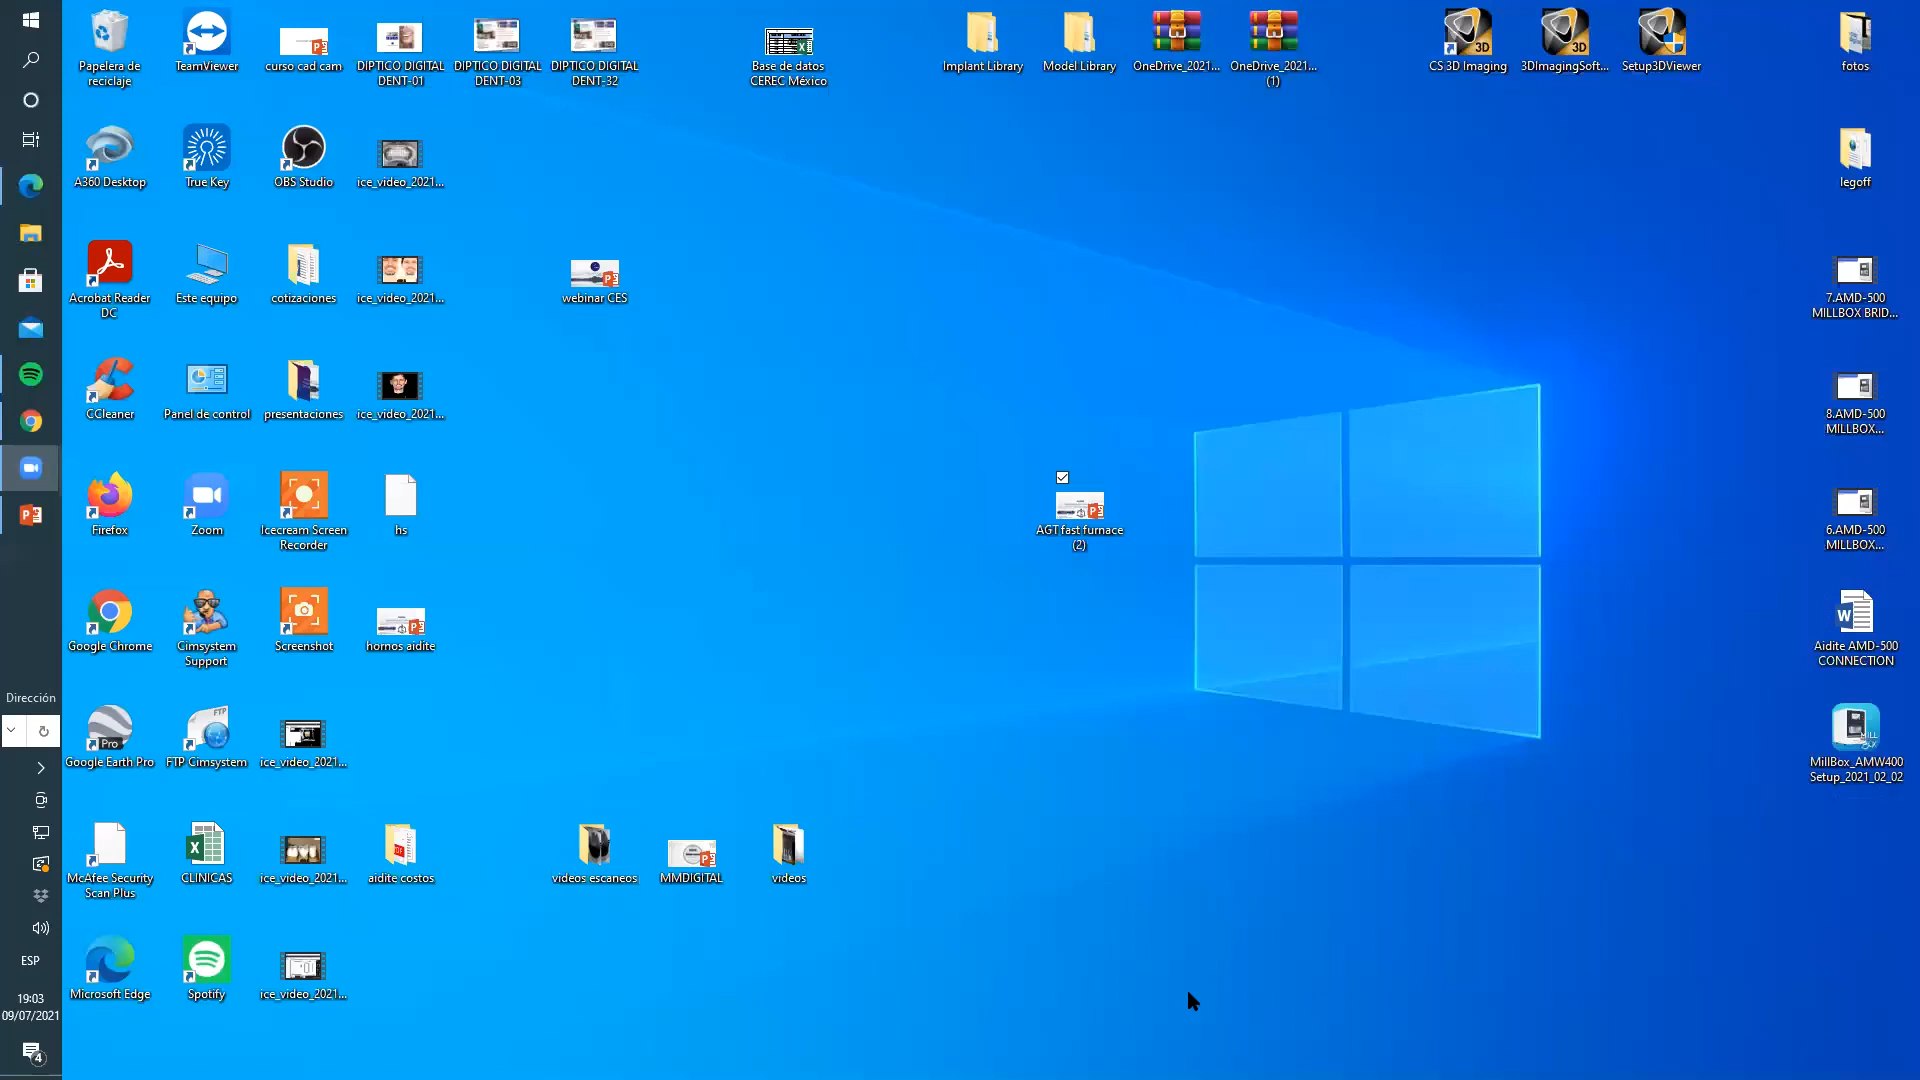 Papelera de
reciclaje
TeamViewer
curso cad cam
DIPTICO DIGITAL
DENT-01
DIPTICO DIGITAL
DENT-03
DIPTICO DIGITAL
DENT-32
Base de datos
CEREC México
Implant Library
Model Library
OneDrive_2021...
OneDrive_2021...
(1)
CS 3D Imaging
3DImagingSoft...
Setup3DViewer
fotos
A360 Desktop
True Key
OBS Studio
ice_video_2021...
legoff
Acrobat Reader
DC
Este equipo
cotizaciones
ice_video_2021...
webinar CES
7.AMD-500
MILLBOX BRID...
CCleaner
Panel de control
presentaciones
ice_video_2021...
8.AMD-500
MILLBOX...
Firefox
Zoom
Icecream Screen
Recorder
hs
AGT fast furnace
(2)
6.AMD-500
MILLBOX...
Google Chrome
Cimsystem
Support
Screenshot
hornos aidite
Aidite AMD-500
CONNECTION
Dirección
Pro
Google Earth Pro
FTP
FTP Cimsystem
ice_video_2021...
MillBox_AMW400
Setup_2021_02_02
McAfee Security
Scan Plus
CLINICAS
ice_video_2021...
aidite costos
videos escaneos
MMDIGITAL
videos
Microsoft Edge
Spotify
ice_video_2021...
ESP
19:03
09/07/2021
4